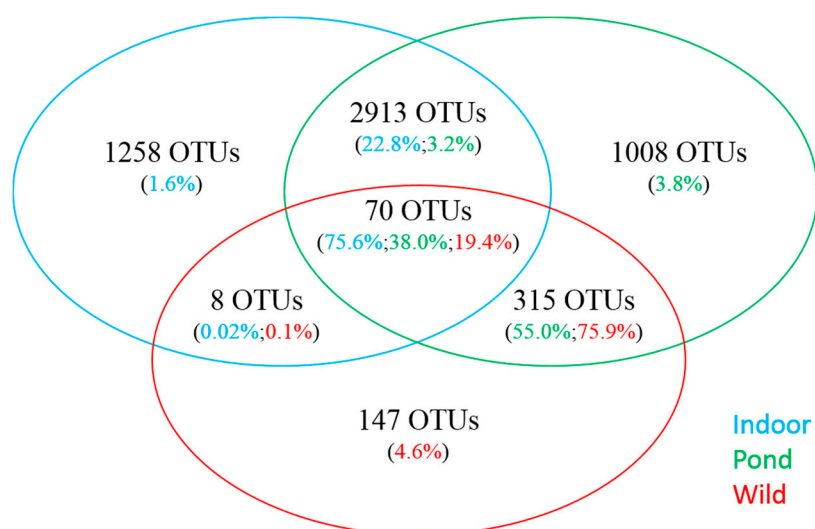 2913 OTUs
(22.8%;3.2%)
1258 OTUs
(1.6%)
1008 OTUs
(3.8%)
70 OTUs
(75.6%;38.0%;19.4%)
8 OTUs
(0.02%;0.1%)
315 OTUs
(55.0%;75.9%)
147 OTUs
(4.6%)
Indoor
Pond
Wild